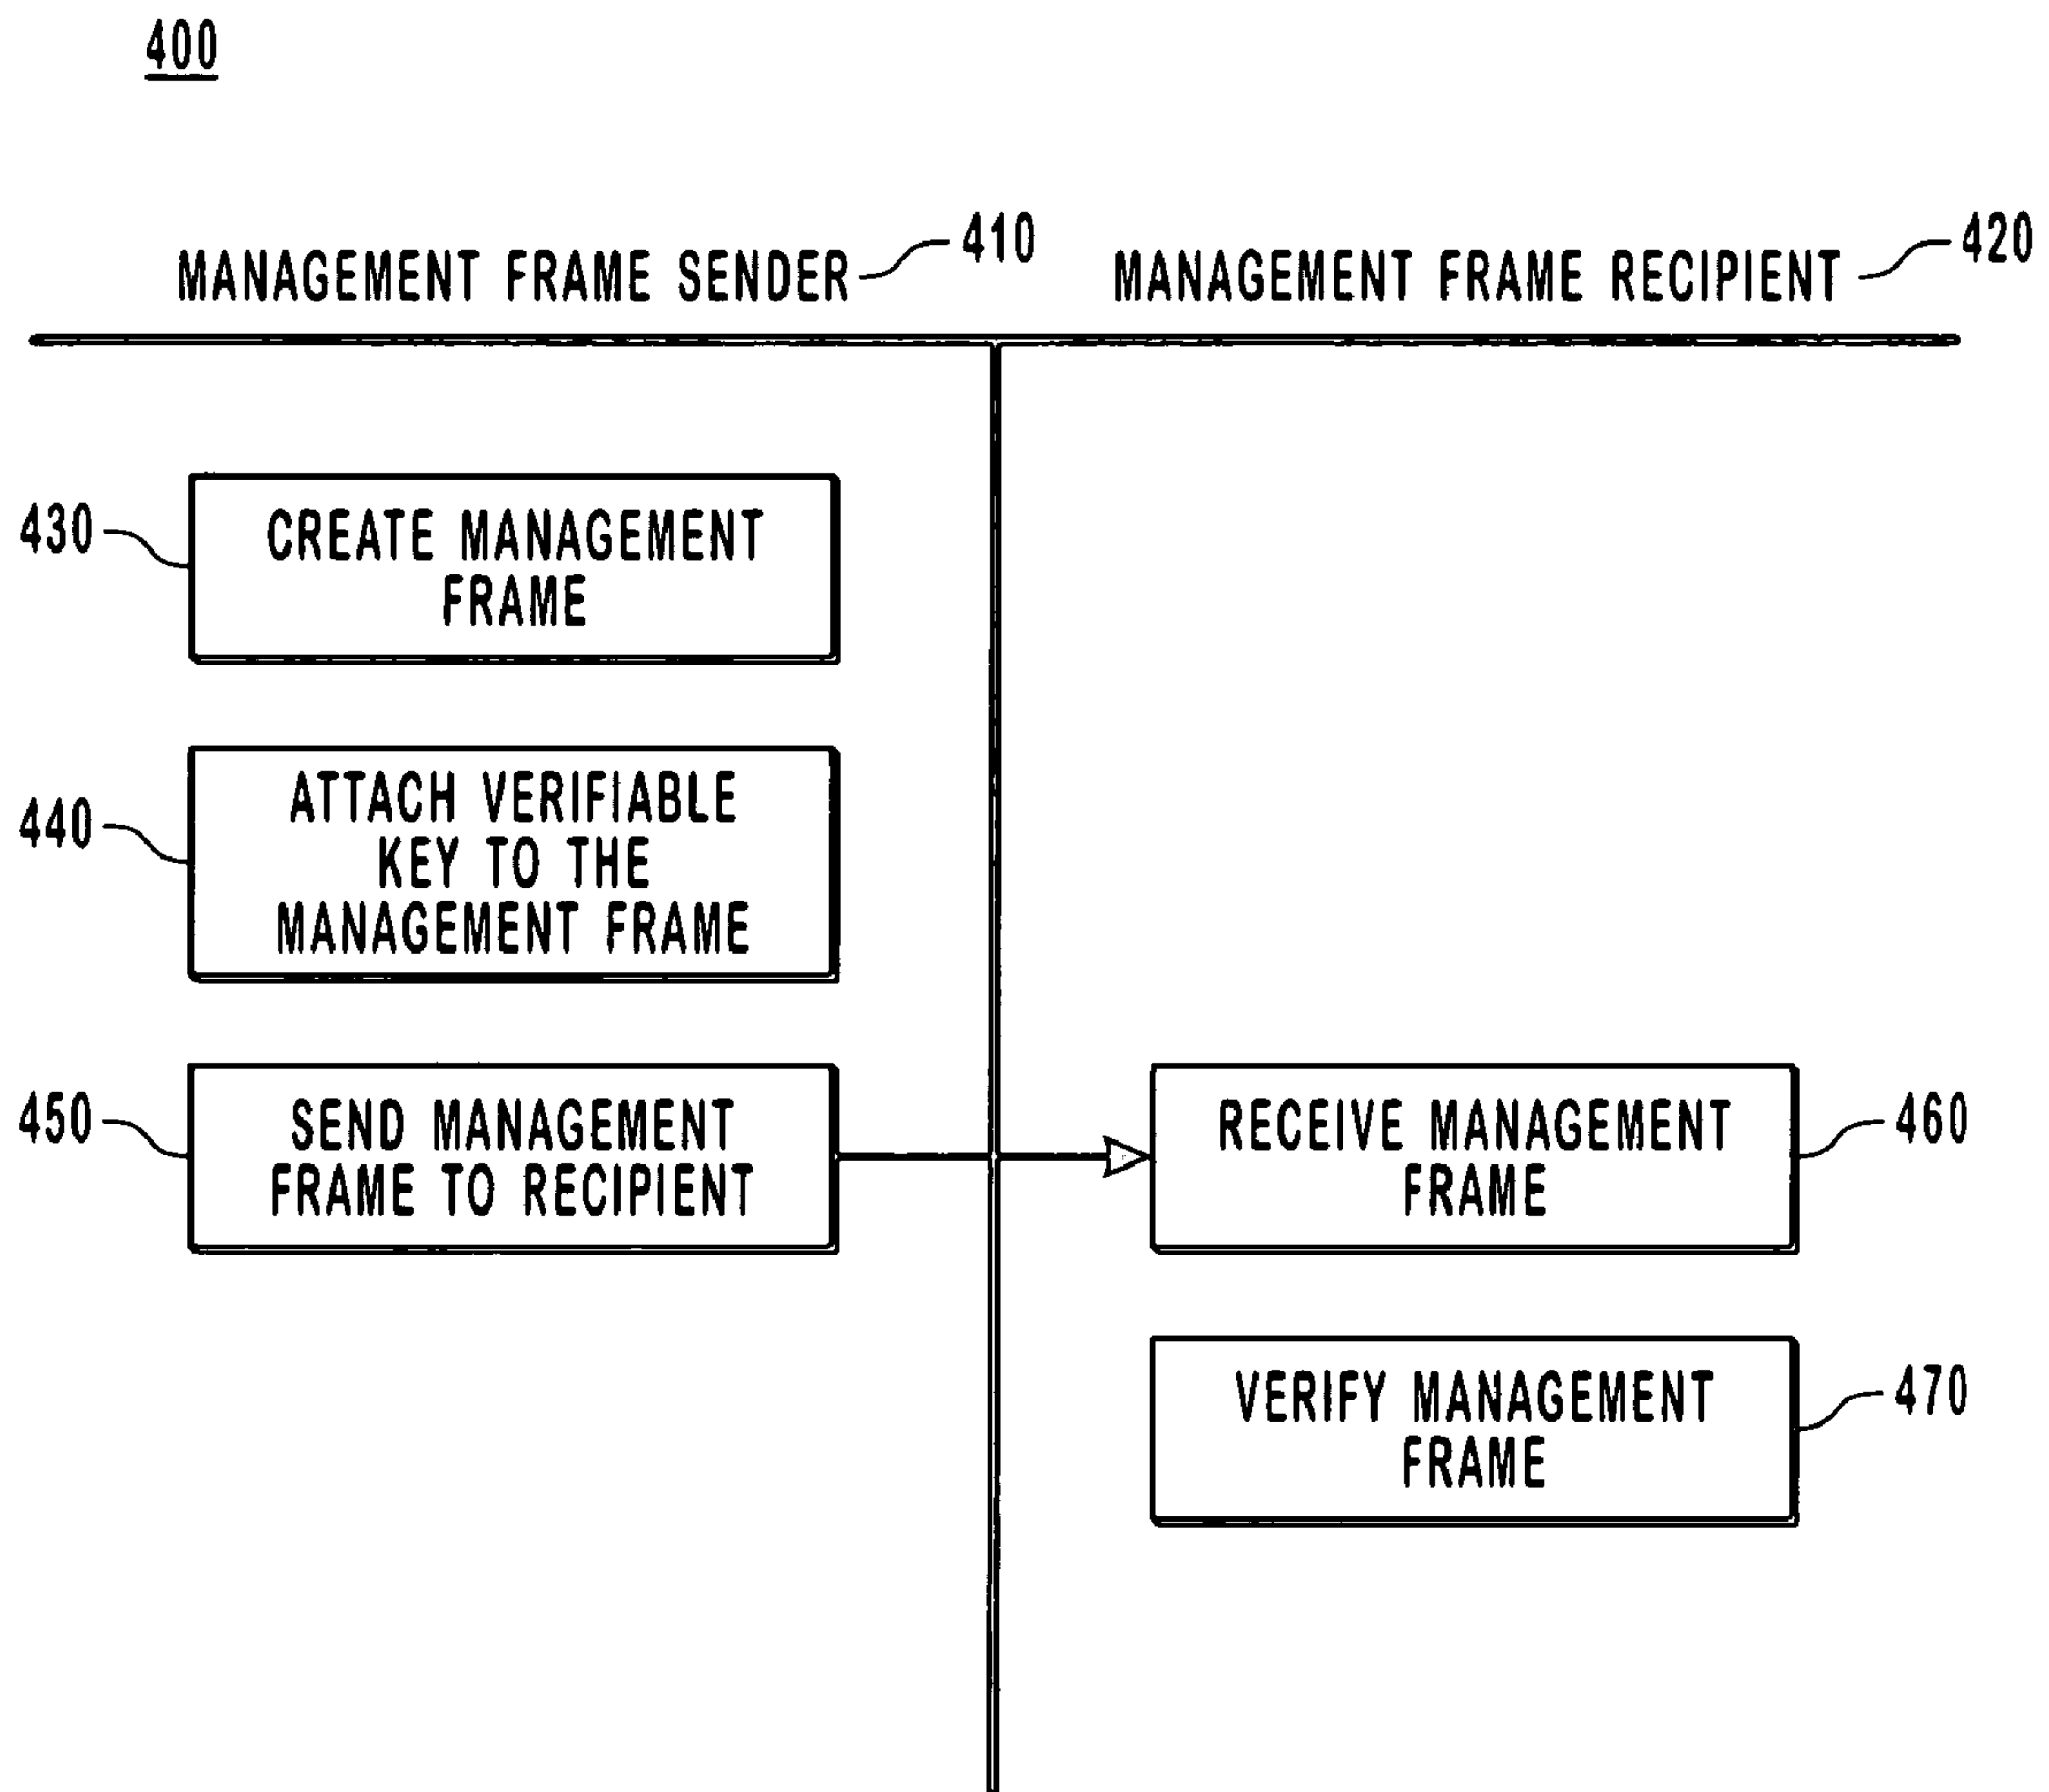 400
MANAGEMENT FRAME SENDER
410
MANAGEMENT FRAME RECIPIENT
420
430
CREATE MANAGEMENT
FRAME
440
ATTACH VERIFIABLE
KEY TO THE
MANAGEMENT FRAME
450
SEND MANAGEMENT
FRAME TO RECIPIENT
RECEIVE MANAGEMENT
FRAME
460
VERIFY MANAGEMENT
FRAME
470